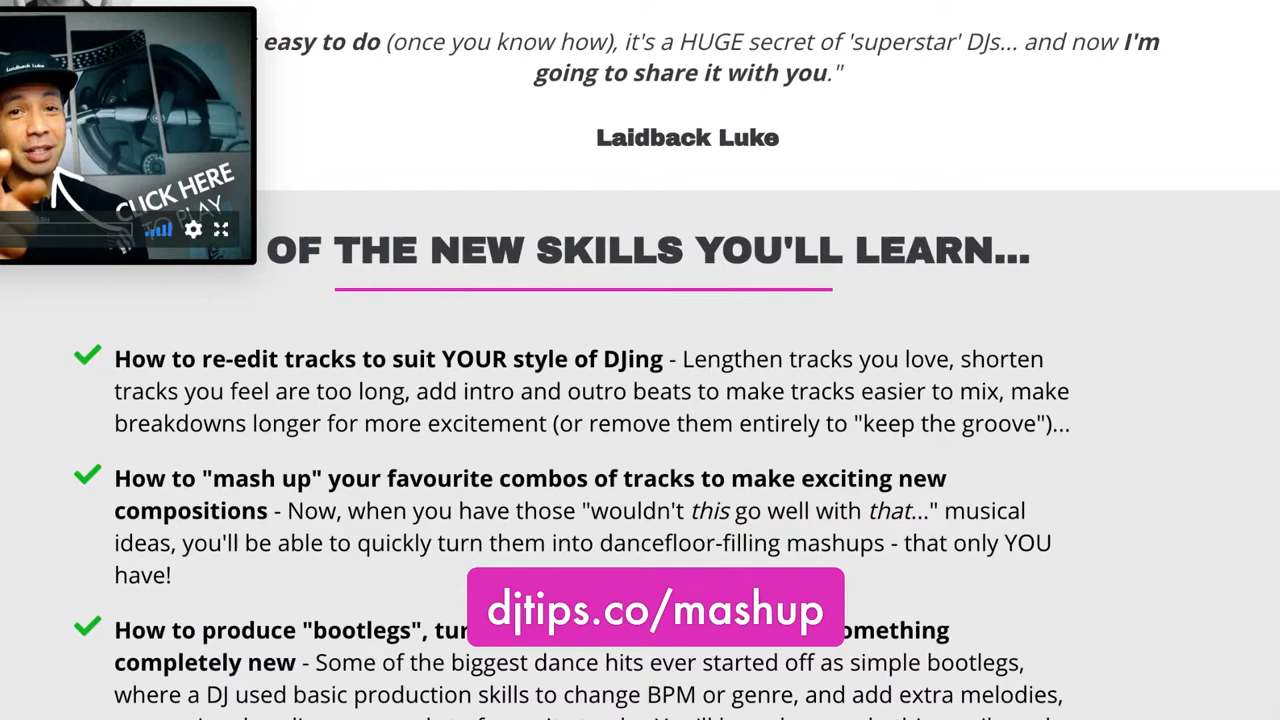 easy to do (once you know how), it's a HUGE secret of 'superstar' DJs... and now I'm
going to share it with you."
Laidback Luke
Laidback Luke
CLICK HERE
TO PLAY
OF THE NEW SKILLS YOU'LL LEARN...
How to re-edit tracks to suit YOUR style of DJing - Lengthen tracks you love, shorten
tracks you feel are too long, add intro and outro beats to make tracks easier to mix, make
breakdowns longer for more excitement (or remove them entirely to "keep the groove")...
How to "mash up" your favourite combos of tracks to make exciting new
compositions - Now, when you have those "wouldn't this go well with that..." musical
ideas, you'll be able to quickly turn them into dancefloor-filling mashups - that only YOU
have!
djtips.co/mashup
How to produce "bootlegs", tur omething
completely new - Some of the biggest dance hits ever started off as simple bootlegs,
where a DJ used basic production skills to change BPM or genre, and add extra melodies,